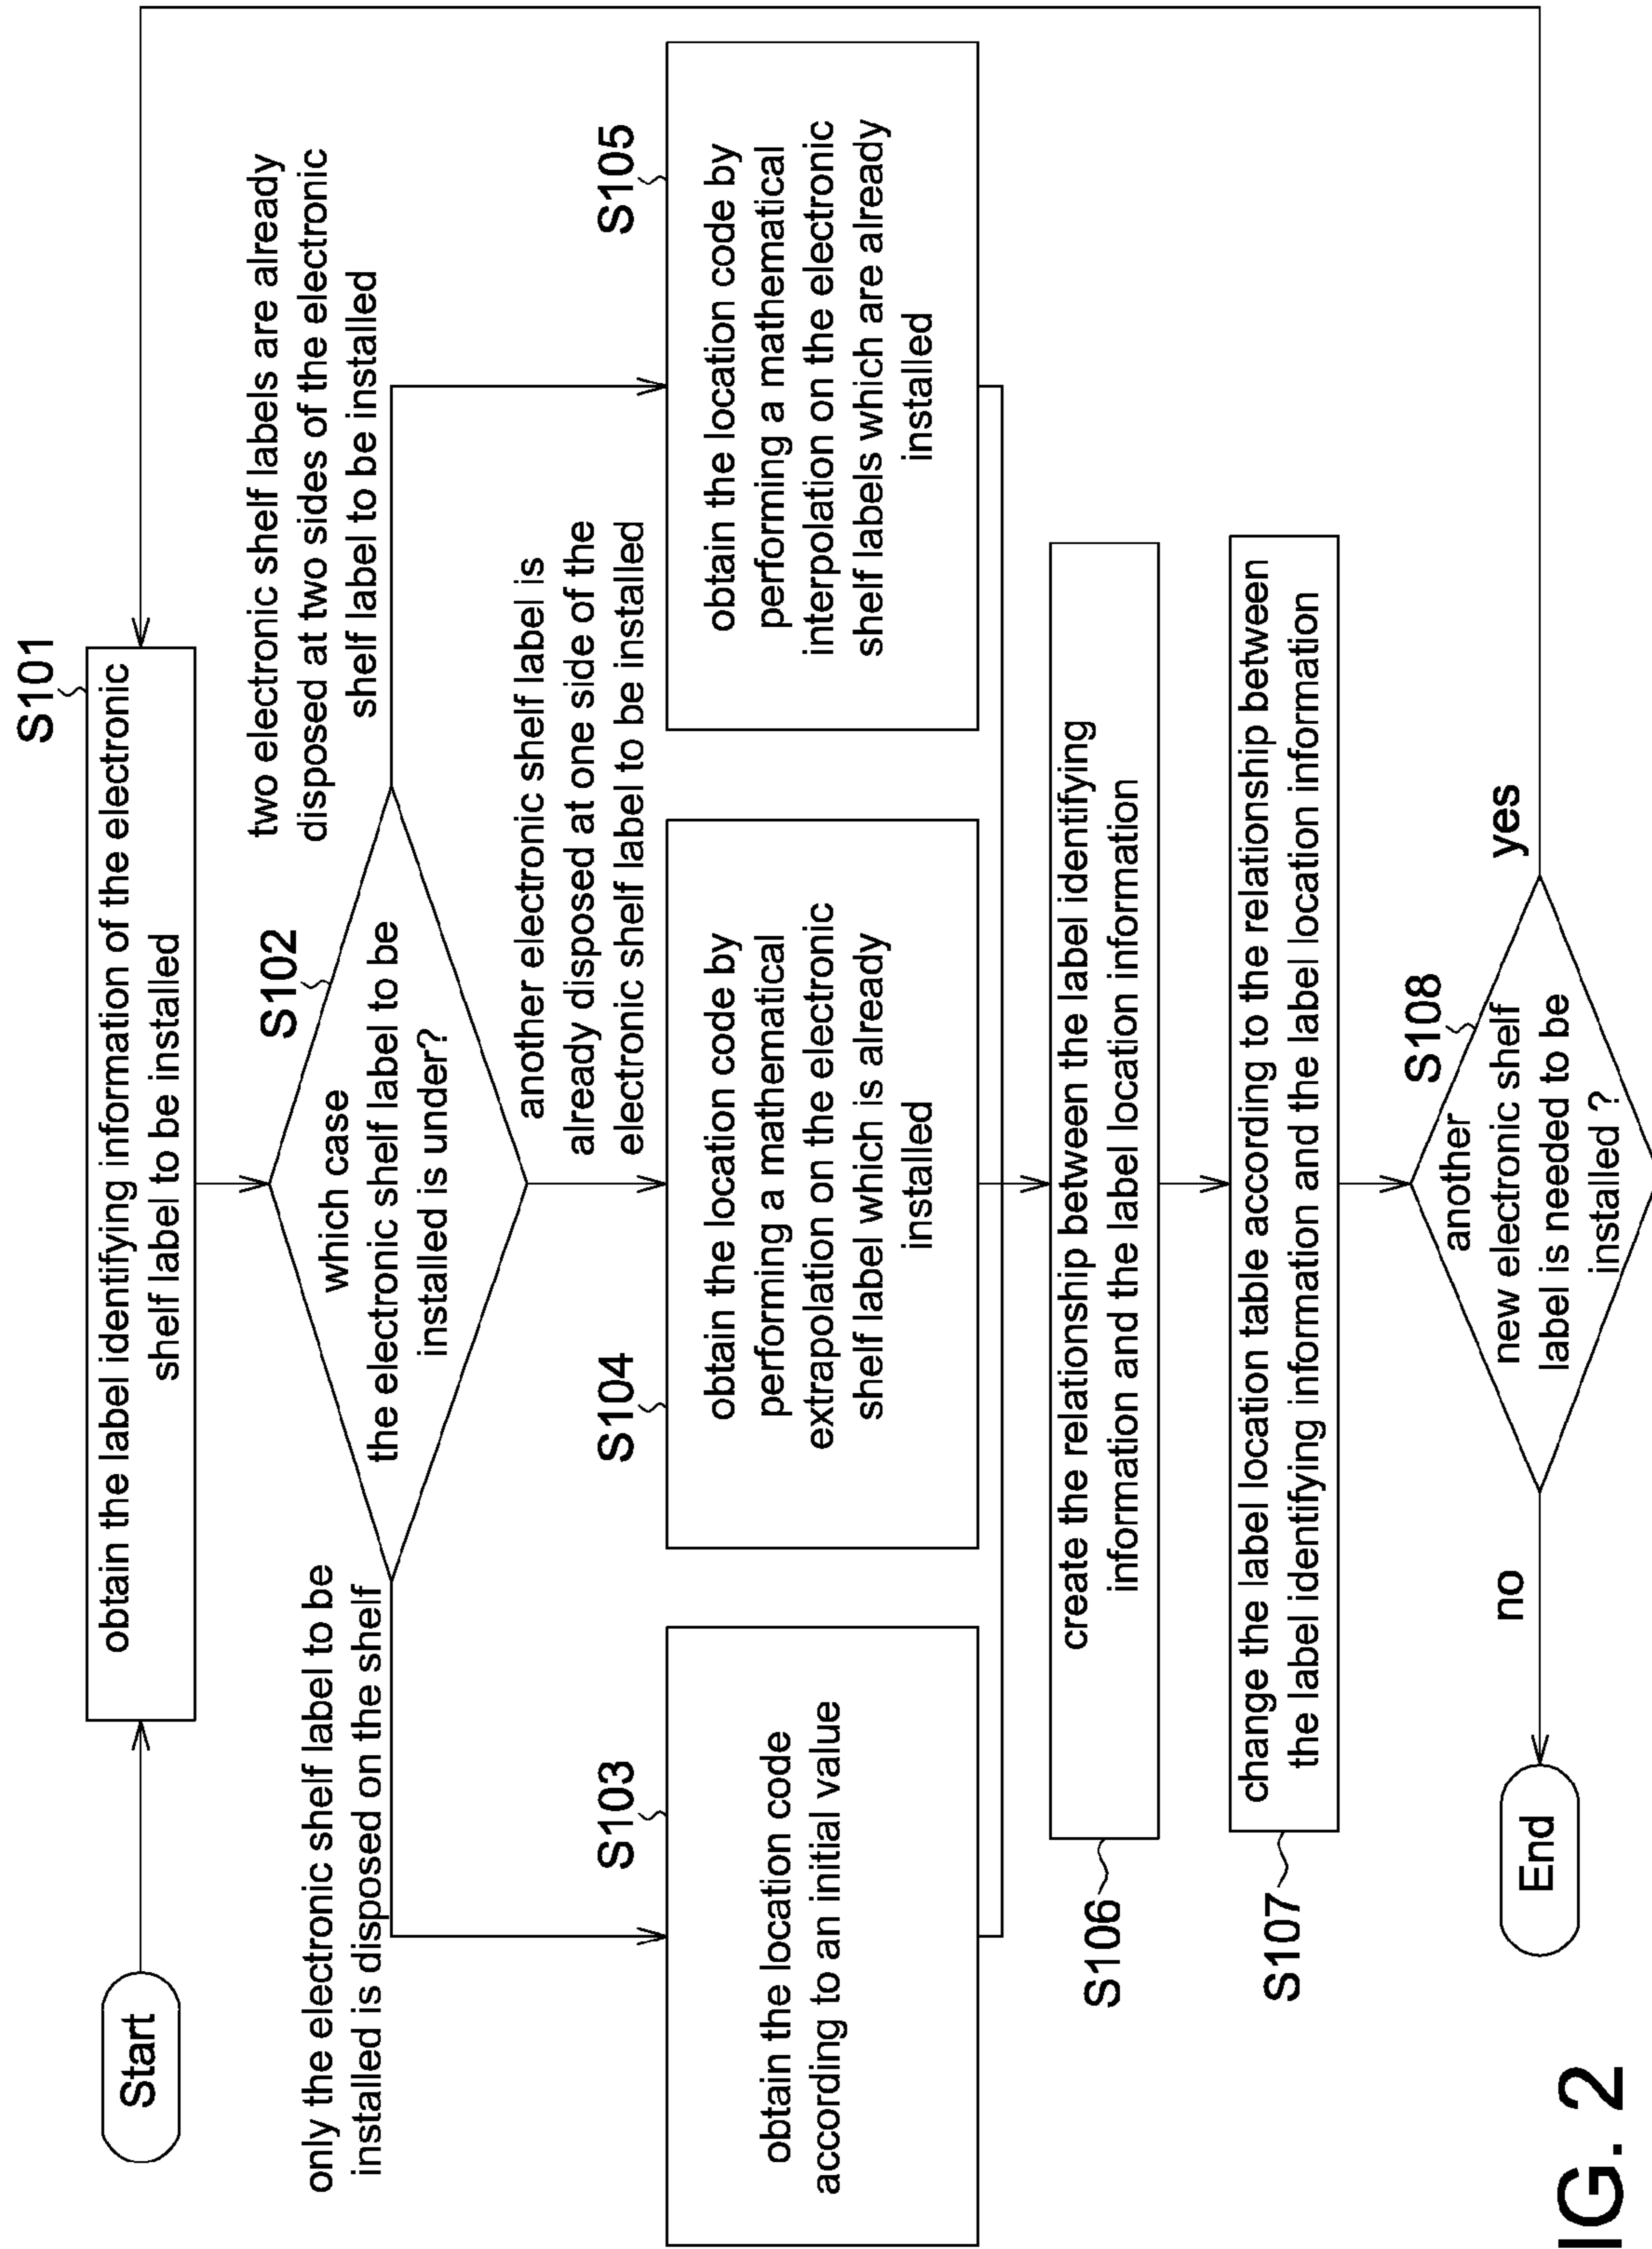 Start
S101
obtain the label identifying information of the electronic
shelf label to be installed
S102
which case
the electronic shelf label to be
installed is under?
only the electronic shelf label to be
installed is disposed on the shelf
another electronic shelf label is
already disposed at one side of the
electronic shelf label to be installed
two electronic shelf labels are already
disposed at two sides of the electronic
shelf label to be installed
S103
obtain the location code
according to an initial value
S104
obtain the location code by
performing a mathematical
extrapolation on the electronic
shelf label which is already
installed
S105
obtain the location code by
performing a mathematical
interpolation on the electronic
shelf labels which are already
installed
S106
create the relationship between the label identifying
information and the label location information
S107
change the label location table according to the relationship between
the label identifying information and the label location information
S108
another
new electronic shelf
label is needed to be
installed ?
no
yes
End
IG. 2